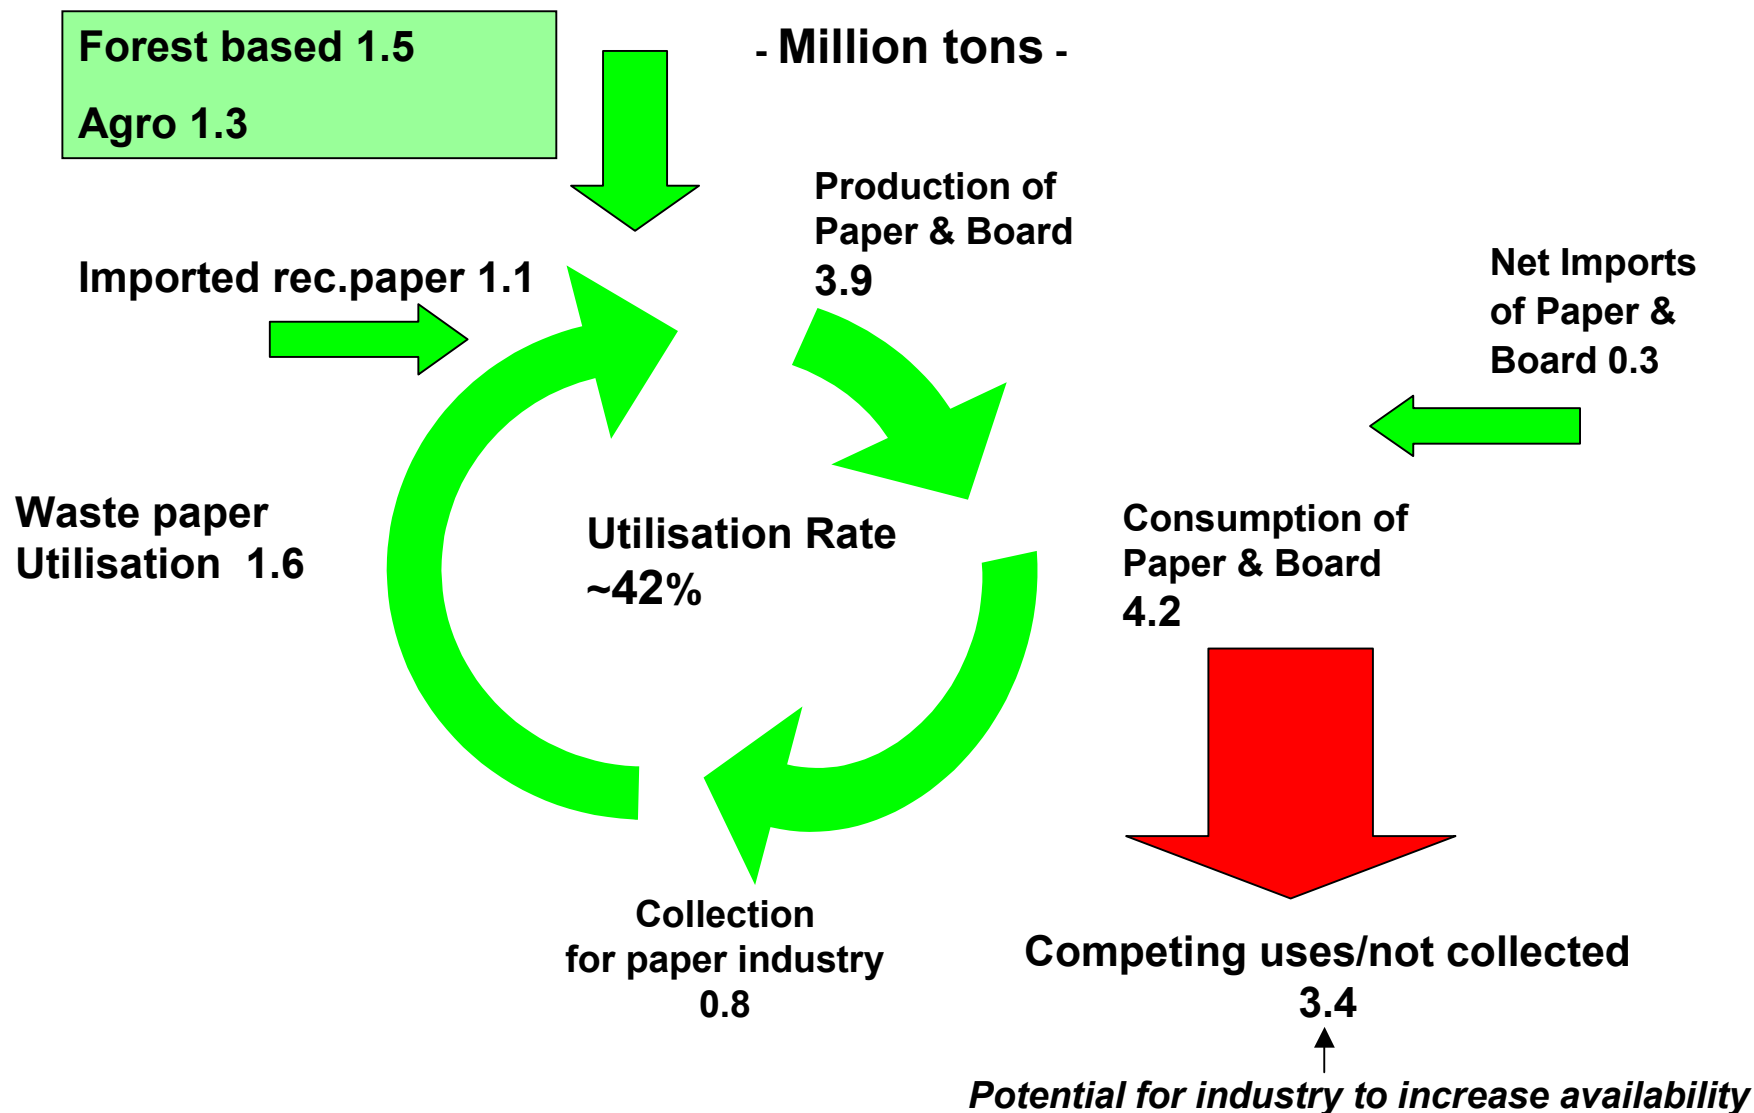 Forest based 1.5
Agro 1.3
- Million tons -
Production of
Paper & Board
3.9
Imported rec.paper 1.1
Net Imports
of Paper &
Board 0.3
Waste paper
Utilisation 1.6
Utilisation Rate
~42%
Consumption of
Paper & Board
4.2
Collection
for paper industry
0.8
Competing uses/not collected
3.4
Potential for industry to increase availability